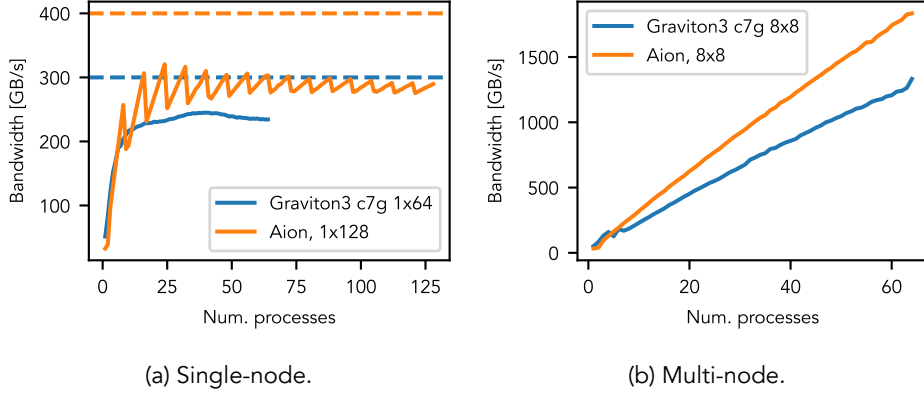 400
300
200
100
Bandwidth [GB/s]
Graviton3 c7g 1x64
Aion, 1x128
0 25 50 75 100 125
Num. processes
(a) Single-node.
1500
1000
500
0
Bandwidth [GB/s]
Graviton3 c7g 8x8
Aion, 8x8
0 20 40 60
Num. processes
(b) Multi-node.